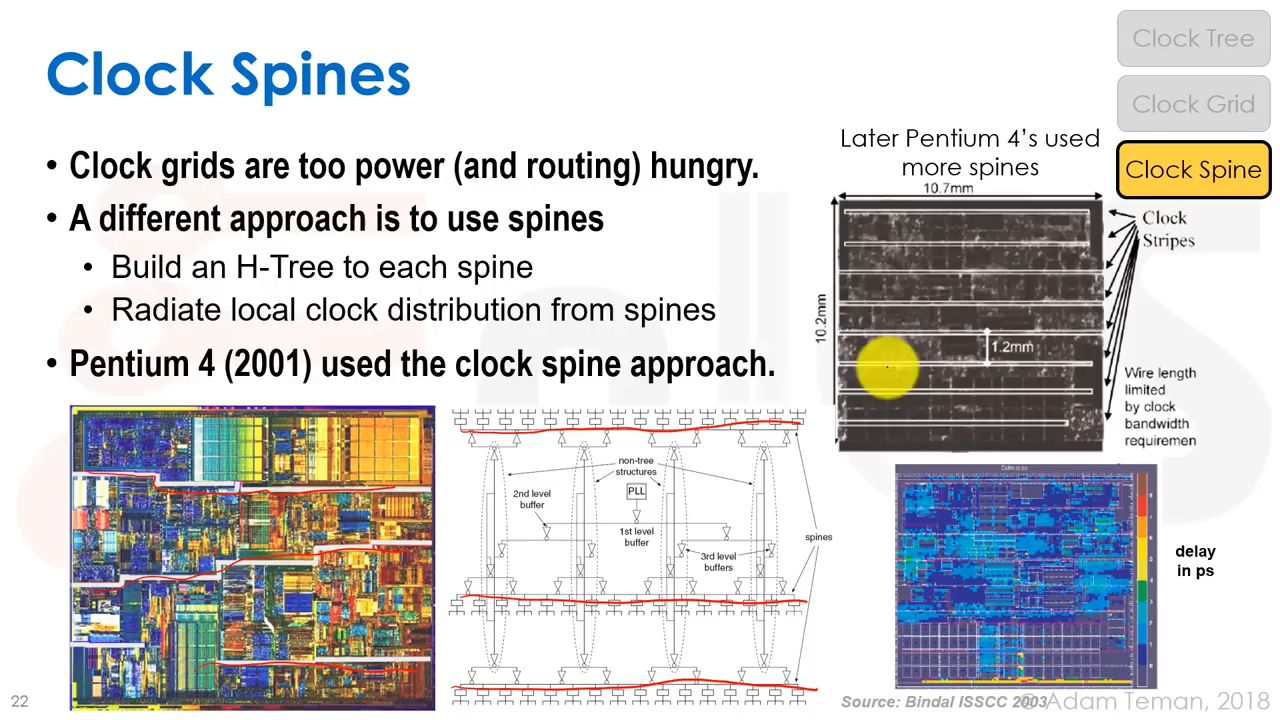 Clock Spines
Clock Tree
Clock Grid
Clock Spine
• Clock grids are too power (and routing) hungry.
• A different approach is to use spines
• Build an H-Tree to each spine
• Radiate local clock distribution from spines
• Pentium 4 (2001) used the clock spine approach.
Later Pentium 4's used
more spines
10.7mm
10.2mm
1.2mm
Clock
Stripes
Wire length
limited
by clock
bandwidth
requiremen
non-tree
structures
2nd level
buffer
PLL
1st level
buffer
3rd level
buffers
spines
delay
in ps
22
Source: Bindal ISSCC 2003
© Adam Teman, 2018